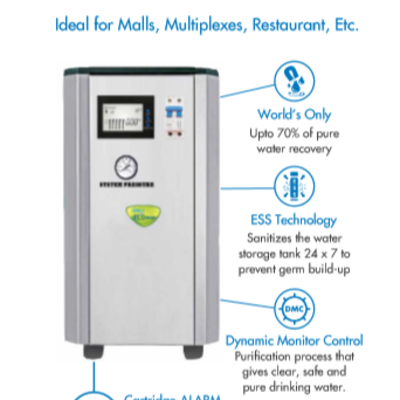 Ideal for Malls, Multiplexes, Restaurant, Etc.
World's Only
Upto 70% of pure
water recovery
SYSTEM PRESSURE
ESS Technology
Sanitizes the water
storage tank 24 x 7 to
prevent germ build-up
DMC
Dynamic Monitor Control
Purification process that
gives clear, safe and
pure drinking water.
Cartridge ALARM